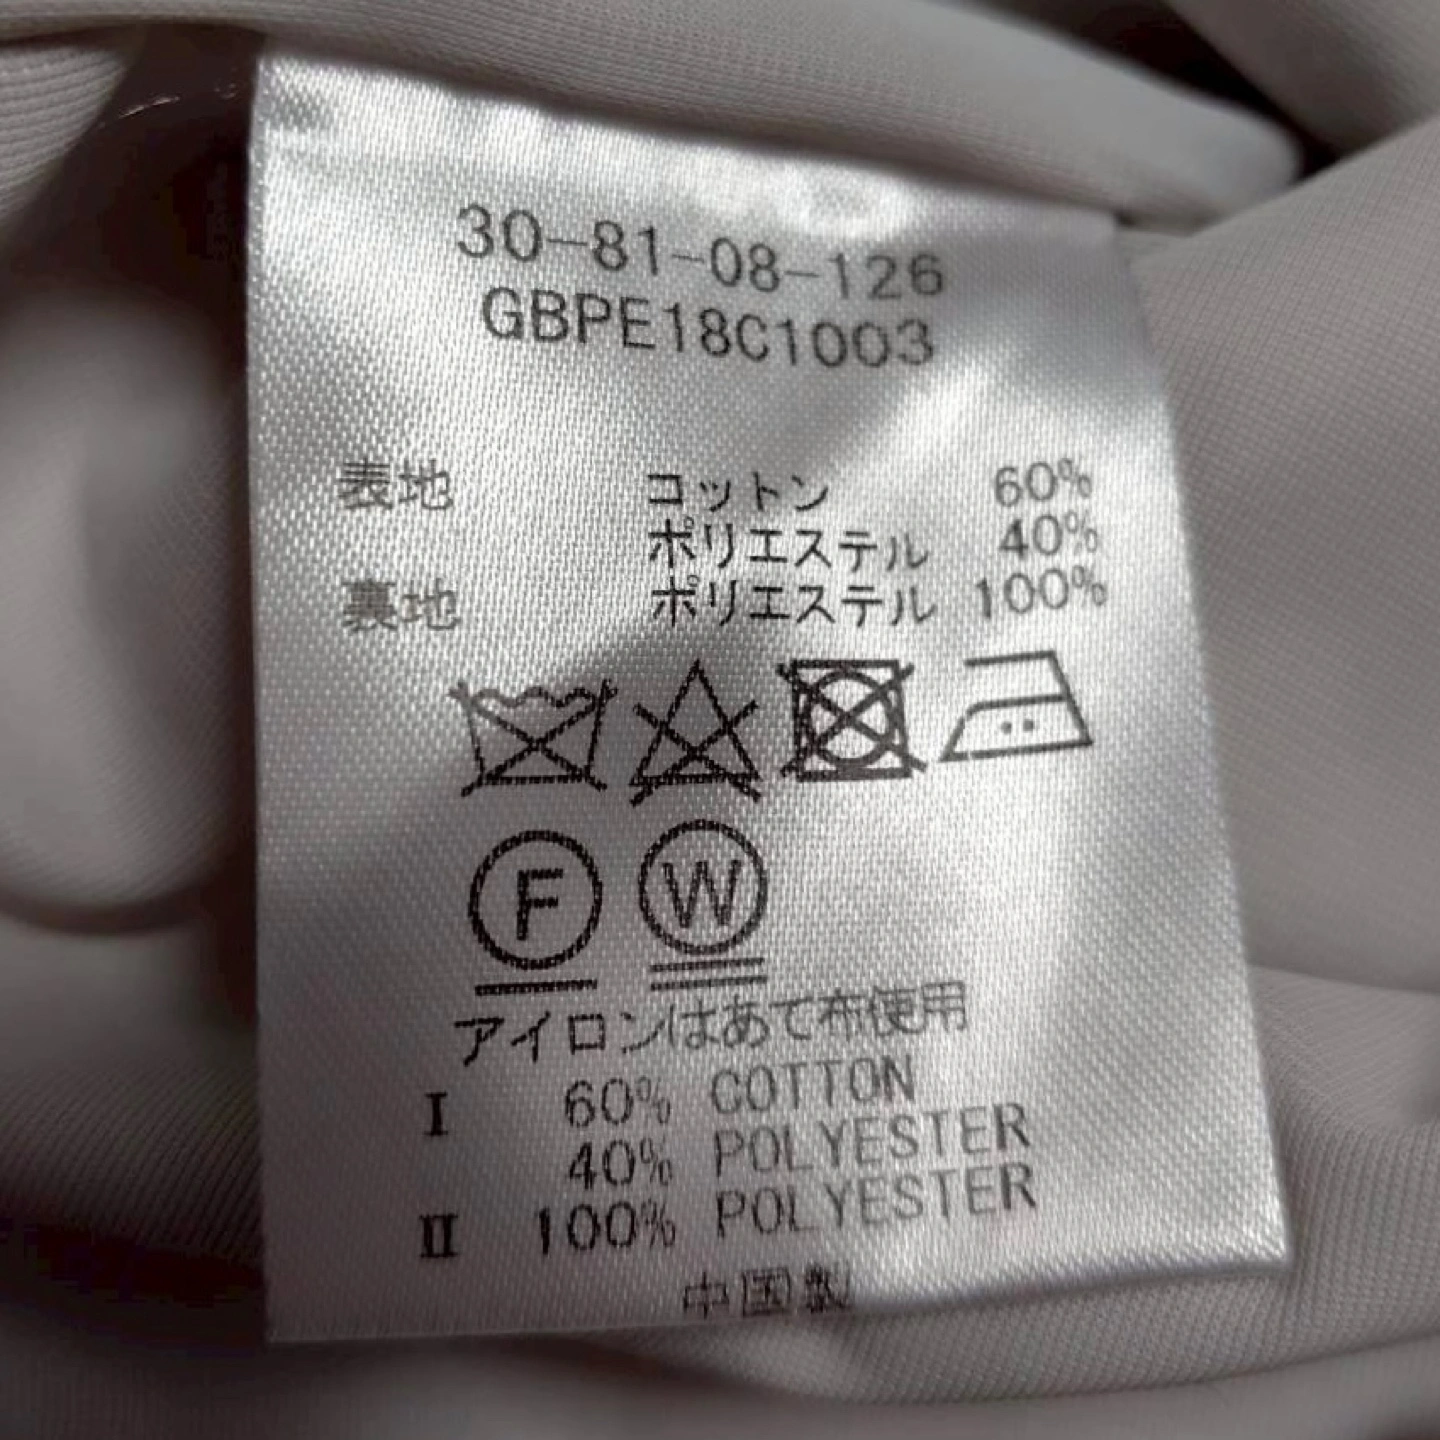 30-81-08-126
GBPE18C1003
表地 コットン 60%
ポリエステル 40%
裏地 ポリエステル 100%
F W
アイロンはあて布使用
I 60% COTTON
40% POLYESTER
II 100% POLYESTER
中国製